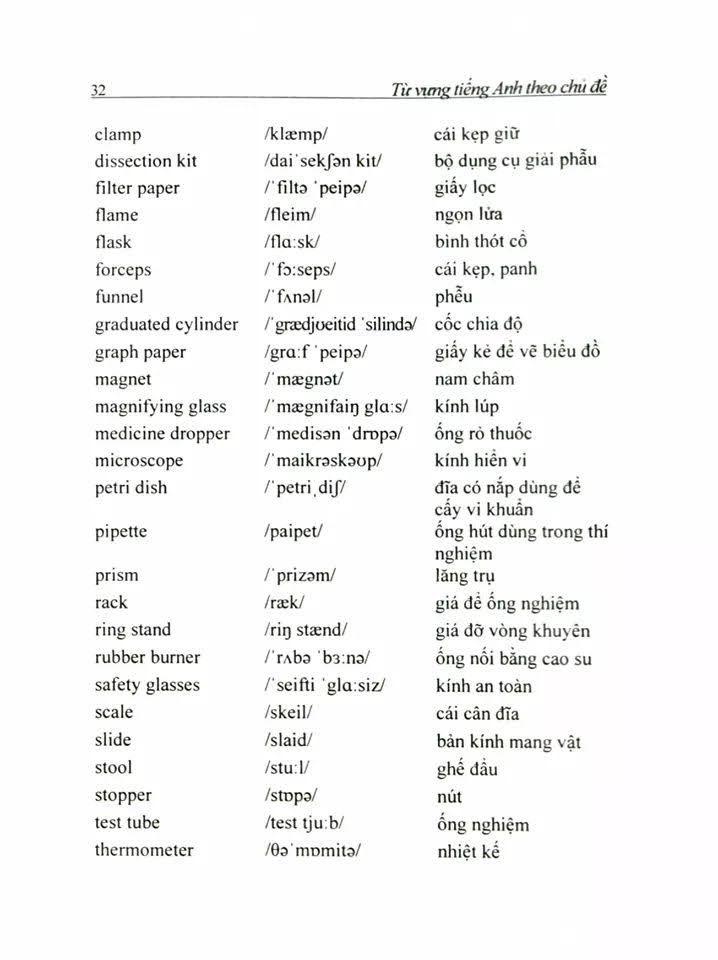 32 Từ vựng tiếng Anh theo chủ đề
clamp /klæmp/ cái kẹp giữ
dissection kit /daiˈsekʃən kit/ bộ dụng cụ giải phẫu
filter paper /ˈfiltə ˈpeipə/ giấy lọc
flame /fleim/ ngọn lửa
flask /flɑːsk/ bình thót cổ
forceps /ˈfɔːseps/ cái kẹp, panh
funnel /ˈfʌnəl/ phễu
graduated cylinder /ˈgrædjʊeitid ˈsilində/ cốc chia độ
graph paper /grɑːf ˈpeipə/ giấy kẻ để vẽ biểu đồ
magnet /ˈmægnət/ nam châm
magnifying glass /ˈmægnifaiŋ glɑːs/ kính lúp
medicine dropper /ˈmedisən ˈdrɒpə/ ống rỏ thuốc
microscope /ˈmaikrəskəʊp/ kính hiển vi
petri dish /ˈpetriˌdiʃ/ đĩa có nắp dùng để
cấy vi khuẩn
pipette /paipet/ ống hút dùng trong thí
nghiệm
prism /ˈprizəm/ lăng trụ
rack /ræk/ giá để ống nghiệm
ring stand /riŋ stænd/ giá đỡ vòng khuyên
rubber burner /ˈrʌbə ˈbɜːnə/ ống nối bằng cao su
safety glasses /ˈseifti ˈglɑːsiz/ kính an toàn
scale /skeil/ cái cân đĩa
slide /slaid/ bản kính mang vật
stool /stuːl/ ghế đẩu
stopper /stɒpə/ nút
test tube /test tjuːb/ ống nghiệm
thermometer /θəˈmɒmitə/ nhiệt kế